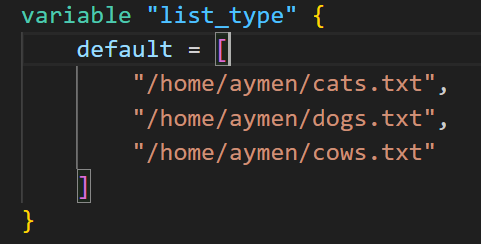 variable "list_type" {
    default = [
        "/home/aymen/cats.txt",
        "/home/aymen/dogs.txt",
        "/home/aymen/cows.txt"
    ]
}